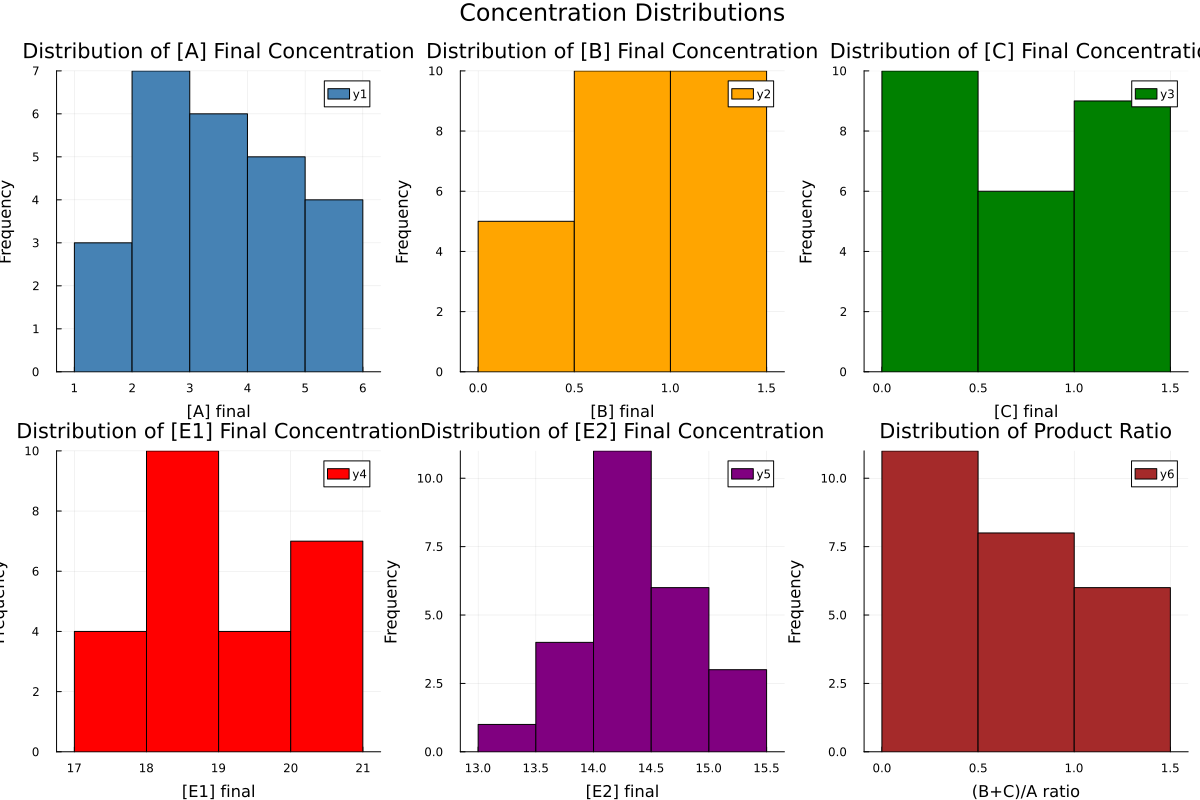 Concentration Distributions
Distribution of [A] Final Concentration
7
6
5
4
3
2
1
0
Frequency
y1
1 2 3 4 5 6
[A] final
Distribution of [B] Final Concentration
10
8
6
4
2
0
Frequency
y2
0.0 0.5 1.0 1.5
[B] final
Distribution of [C] Final Concentratio
10
8
6
4
2
0
Frequency
y3
0.0 0.5 1.0 1.5
[C] final
Distribution of [E1] Final Concentration
10
8
6
4
2
0
Frequency
y4
17 18 19 20 21
[E1] final
Distribution of [E2] Final Concentration
10.0
7.5
5.0
2.5
0.0
Frequency
y5
13.0 13.5 14.0 14.5 15.0 15.5
[E2] final
Distribution of Product Ratio
10.0
7.5
5.0
2.5
0.0
Frequency
y6
0.0 0.5 1.0 1.5
(B+C)/A ratio